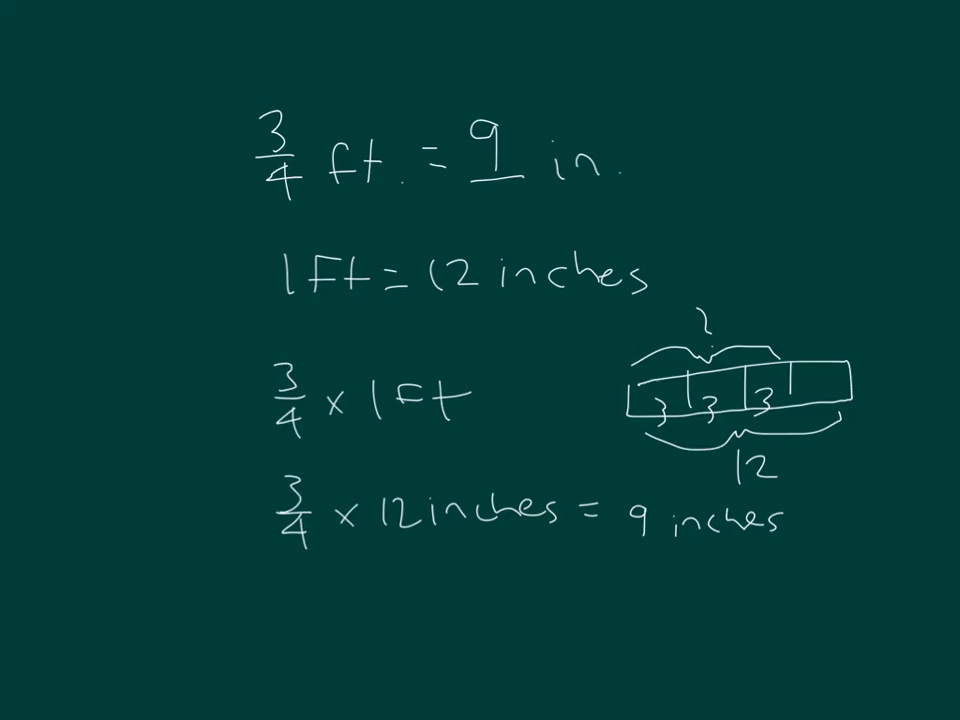 3/4 ft. = 9 in.
1 Ft = 12 inches
3/4 x 1 Ft
?
3 3 3
12
3/4 x 12 inches = 9 inches